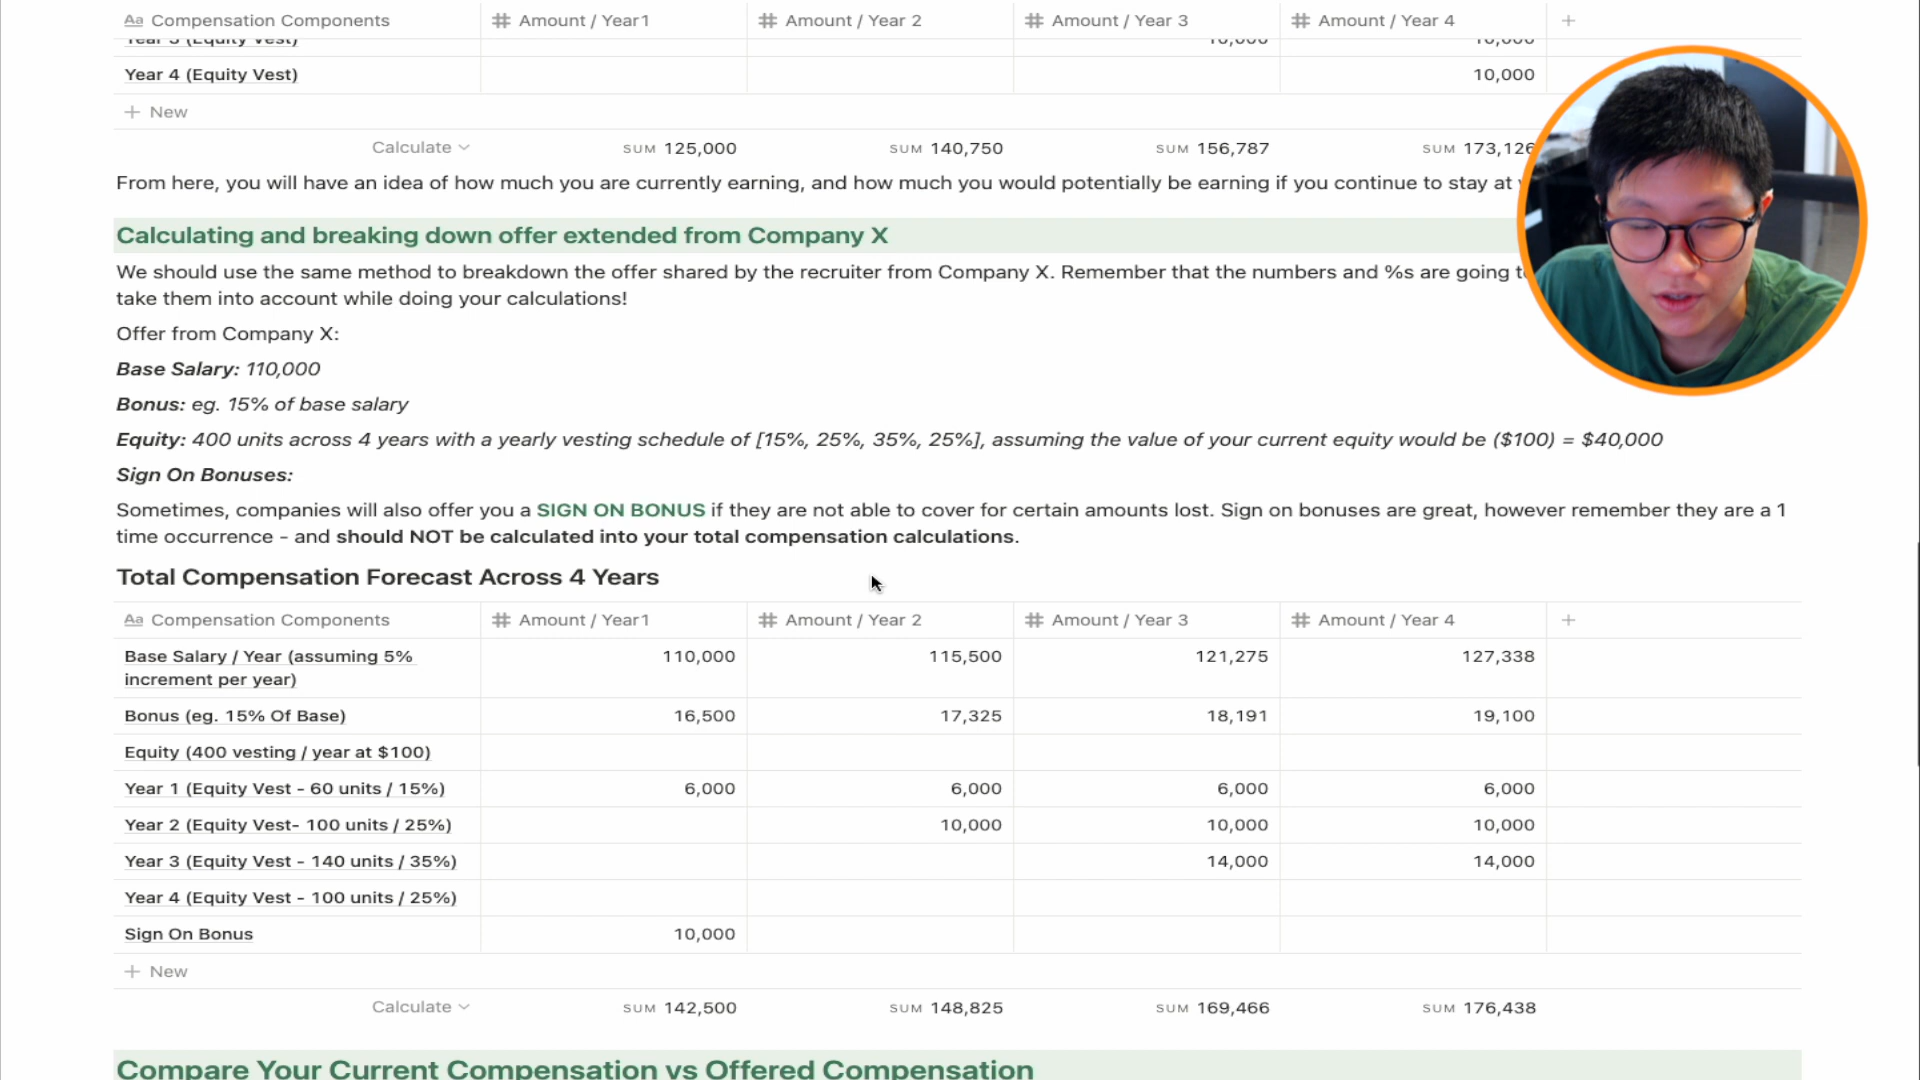 Aa Compensation Components # Amount / Year1 # Amount / Year 2 # Amount / Year 3 # Amount / Year 4 +
Year 3 (Equity Vest) 10,000 10,000
Year 4 (Equity Vest) 10,000
+ New
Calculate SUM 125,000 SUM 140,750 SUM 156,787 SUM 173,126
From here, you will have an idea of how much you are currently earning, and how much you would potentially be earning if you continue to stay at
Calculating and breaking down offer extended from Company X
We should use the same method to breakdown the offer shared by the recruiter from Company X. Remember that the numbers and %s are going
take them into account while doing your calculations!
Offer from Company X:
Base Salary: 110,000
Bonus: eg. 15% of base salary
Equity: 400 units across 4 years with a yearly vesting schedule of [15%, 25%, 35%, 25%], assuming the value of your current equity would be ($100) = $40,000
Sign On Bonuses:
Sometimes, companies will also offer you a SIGN ON BONUS if they are not able to cover for certain amounts lost. Sign on bonuses are great, however remember they are a 1
time occurrence - and should NOT be calculated into your total compensation calculations.
Total Compensation Forecast Across 4 Years
Aa Compensation Components # Amount / Year1 # Amount / Year 2 # Amount / Year 3 # Amount / Year 4 +
Base Salary / Year (assuming 5% 110,000 115,500 121,275 127,338
increment per year)
Bonus (eg. 15% Of Base) 16,500 17,325 18,191 19,100
Equity (400 vesting / year at $100)
Year 1 (Equity Vest - 60 units / 15%) 6,000 6,000 6,000 6,000
Year 2 (Equity Vest- 100 units / 25%) 10,000 10,000 10,000
Year 3 (Equity Vest - 140 units / 35%) 14,000 14,000
Year 4 (Equity Vest - 100 units / 25%)
Sign On Bonus 10,000
+ New
Calculate SUM 142,500 SUM 148,825 SUM 169,466 SUM 176,438
Compare Your Current Compensation vs Offered Compensation